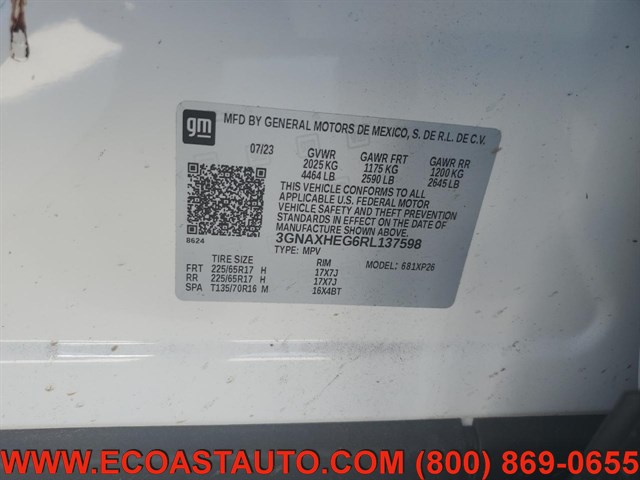 gm
MFD BY GENERAL MOTORS DE MEXICO, S. DE R.L. DE C.V.
07/23 GVWR GAWR FRT GAWR RR
2025 KG 1175 KG 1200 KG
4464 LB 2590 LB 2645 LB
THIS VEHICLE CONFORMS TO ALL
APPLICABLE U.S. FEDERAL MOTOR
VEHICLE SAFETY AND THEFT PREVENTION
STANDARDS IN EFFECT ON THE DATE OF
MANUFACTURE SHOWN ABOVE.
3GNAXHEG6RL137598
8624
TYPE: MPV
MODEL: 681XP26
TIRE SIZE RIM
FRT 225/65R17 H 17X7J
RR 225/65R17 H 17X7J
SPA T135/70R16 M 16X4BT
WWW.ECOASTAUTO.COM (800) 869-0655